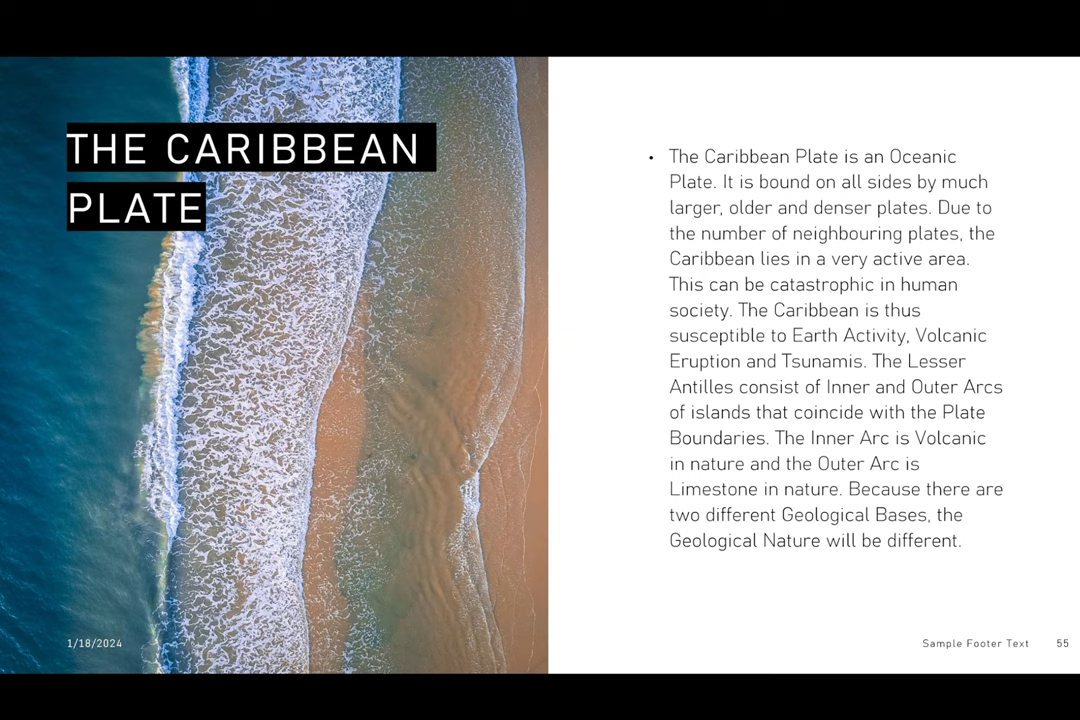 THE CARIBBEAN
PLATE
• The Caribbean Plate is an Oceanic
Plate. It is bound on all sides by much
larger, older and denser plates. Due to
the number of neighbouring plates, the
Caribbean lies in a very active area.
This can be catastrophic in human
society. The Caribbean is thus
susceptible to Earth Activity, Volcanic
Eruption and Tsunamis. The Lesser
Antilles consist of Inner and Outer Arcs
of islands that coincide with the Plate
Boundaries. The Inner Arc is Volcanic
in nature and the Outer Arc is
Limestone in nature. Because there are
two different Geological Bases, the
Geological Nature will be different.
1/18/2024
Sample Footer Text 55